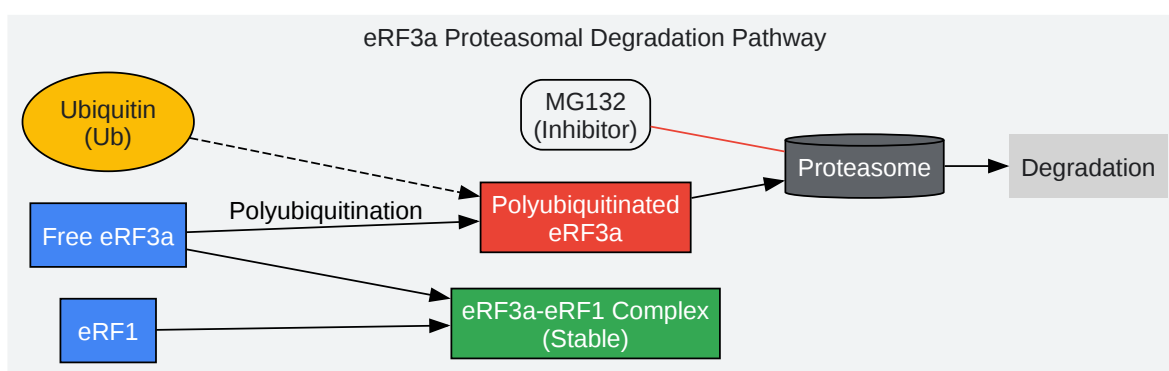 eRF3a Proteasomal Degradation Pathway
Ubiquitin
(Ub)
MG132
(Inhibitor)
Proteasome
Degradation
Polyubiquitination
Polyubiquitinated
eRF3a
Free eRF3a
eRF1
eRF3a-eRF1 Complex
(Stable)